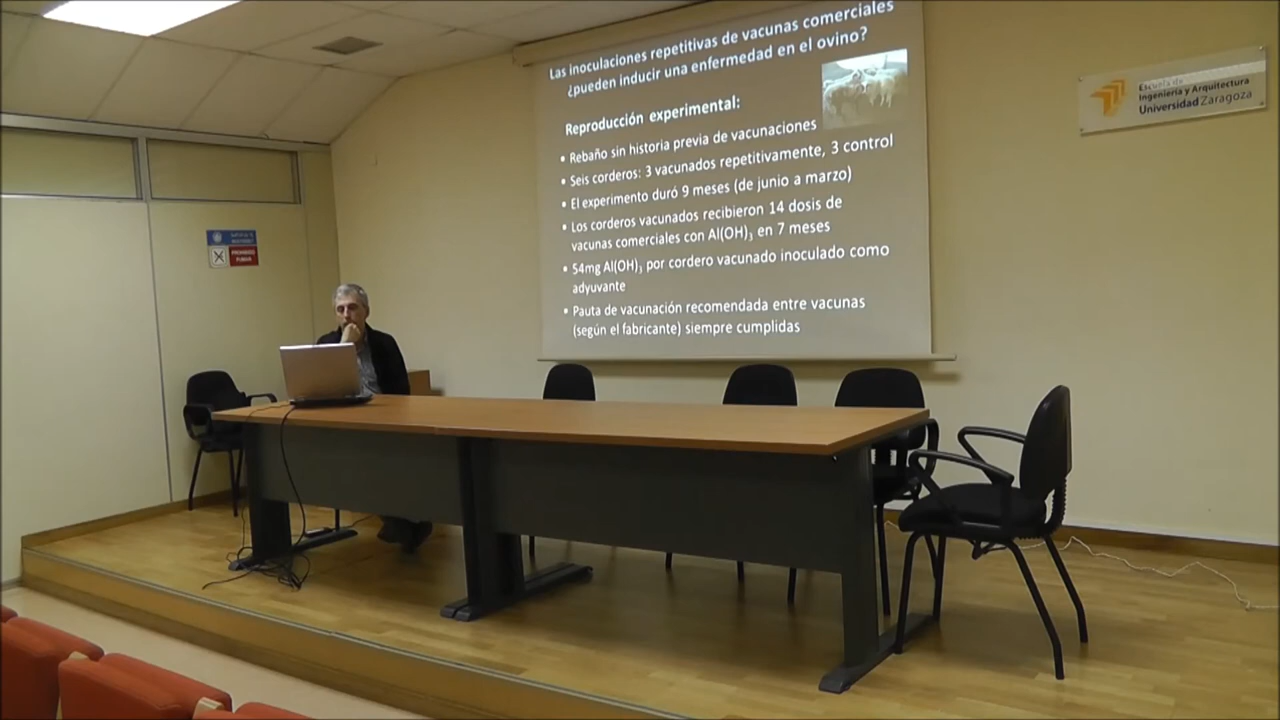 Las inoculaciones repetitivas de vacunas comerciales
¿pueden inducir una enfermedad en el ovino?
Reproducción experimental:
• Rebaño sin historia previa de vacunaciones
• Seis corderos: 3 vacunados repetitivamente, 3 control
• El experimento duró 9 meses (de junio a marzo)
• Los corderos vacunados recibieron 14 dosis de
vacunas comerciales con Al(OH)₃ en 7 meses
• 54mg Al(OH)₃ por cordero vacunado inoculado como
adyuvante
• Pauta de vacunación recomendada entre vacunas
(según el fabricante) siempre cumplidas
Escuela de
Ingeniería y Arquitectura
Universidad Zaragoza
PROHIBIDO
FUMAR